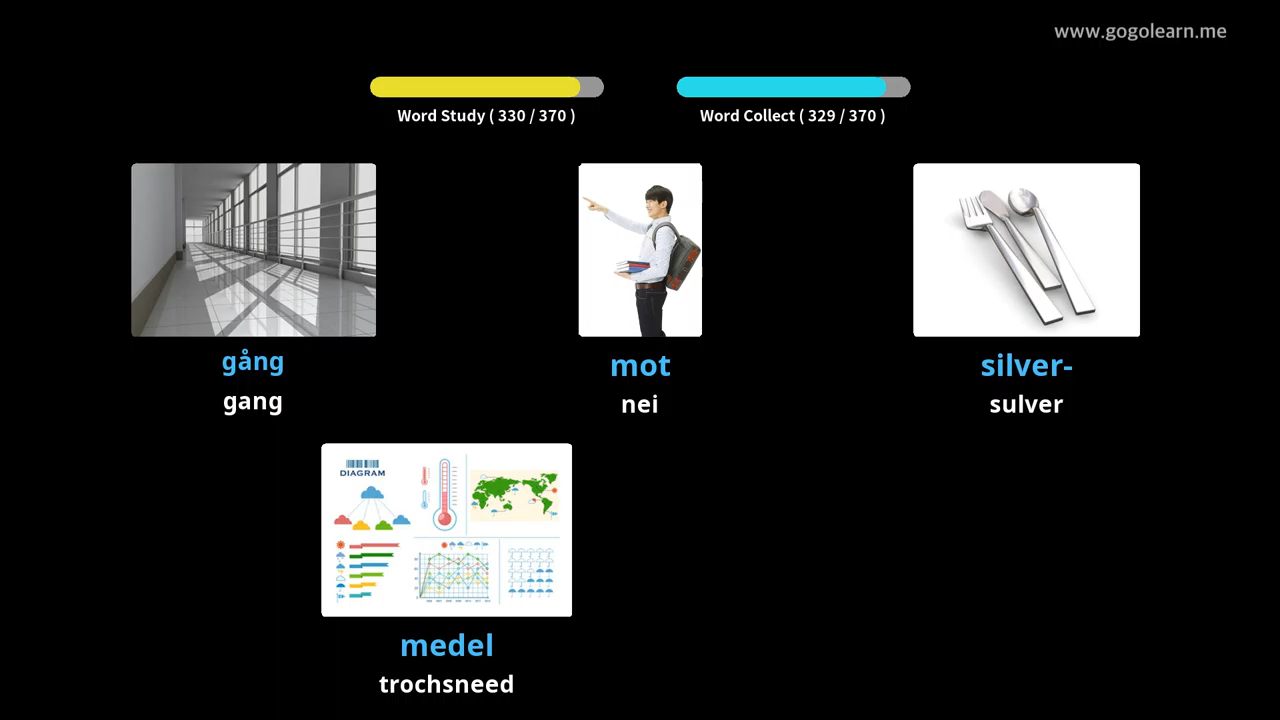 www.gogolearn.me
Word Study ( 330 / 370 )
Word Collect ( 329 / 370 )
gång
gang
mot
nei
silver-
sulver
DIAGRAM
medel
trochsneed